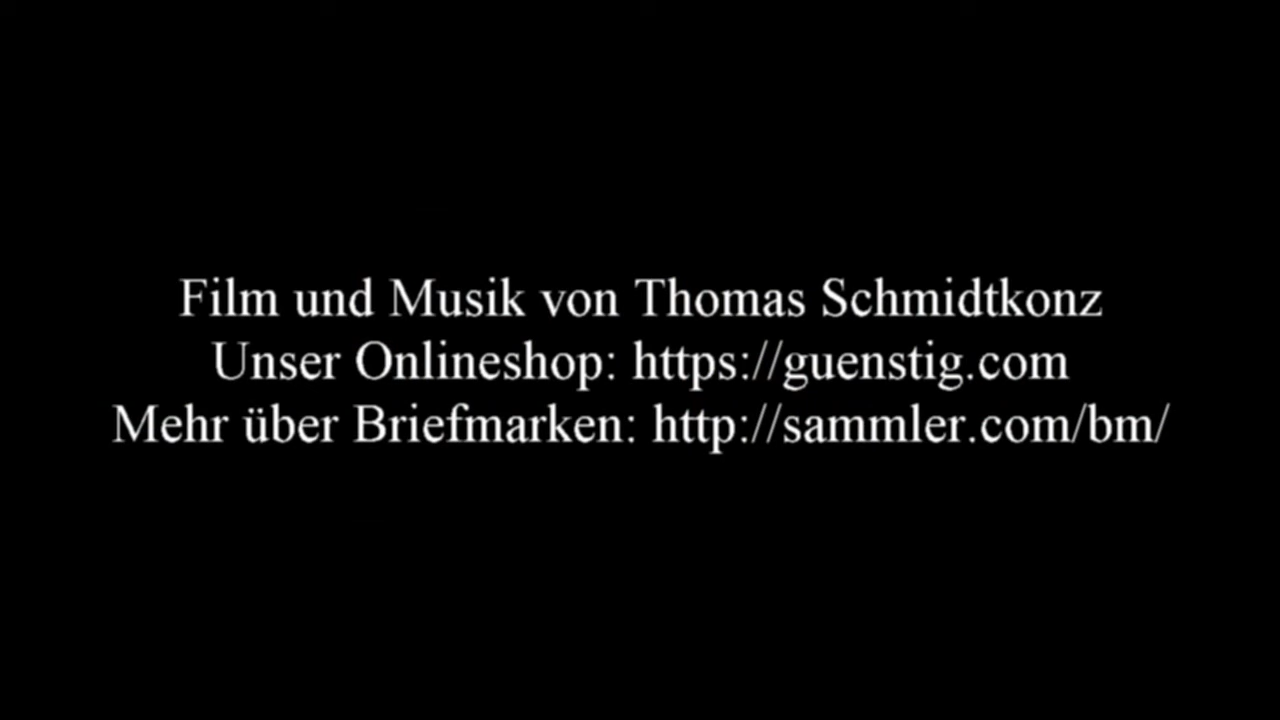 Film und Musik von Thomas Schmidtkonz
Unser Onlineshop: https://guenstig.com
Mehr über Briefmarken: http://sammler.com/bm/